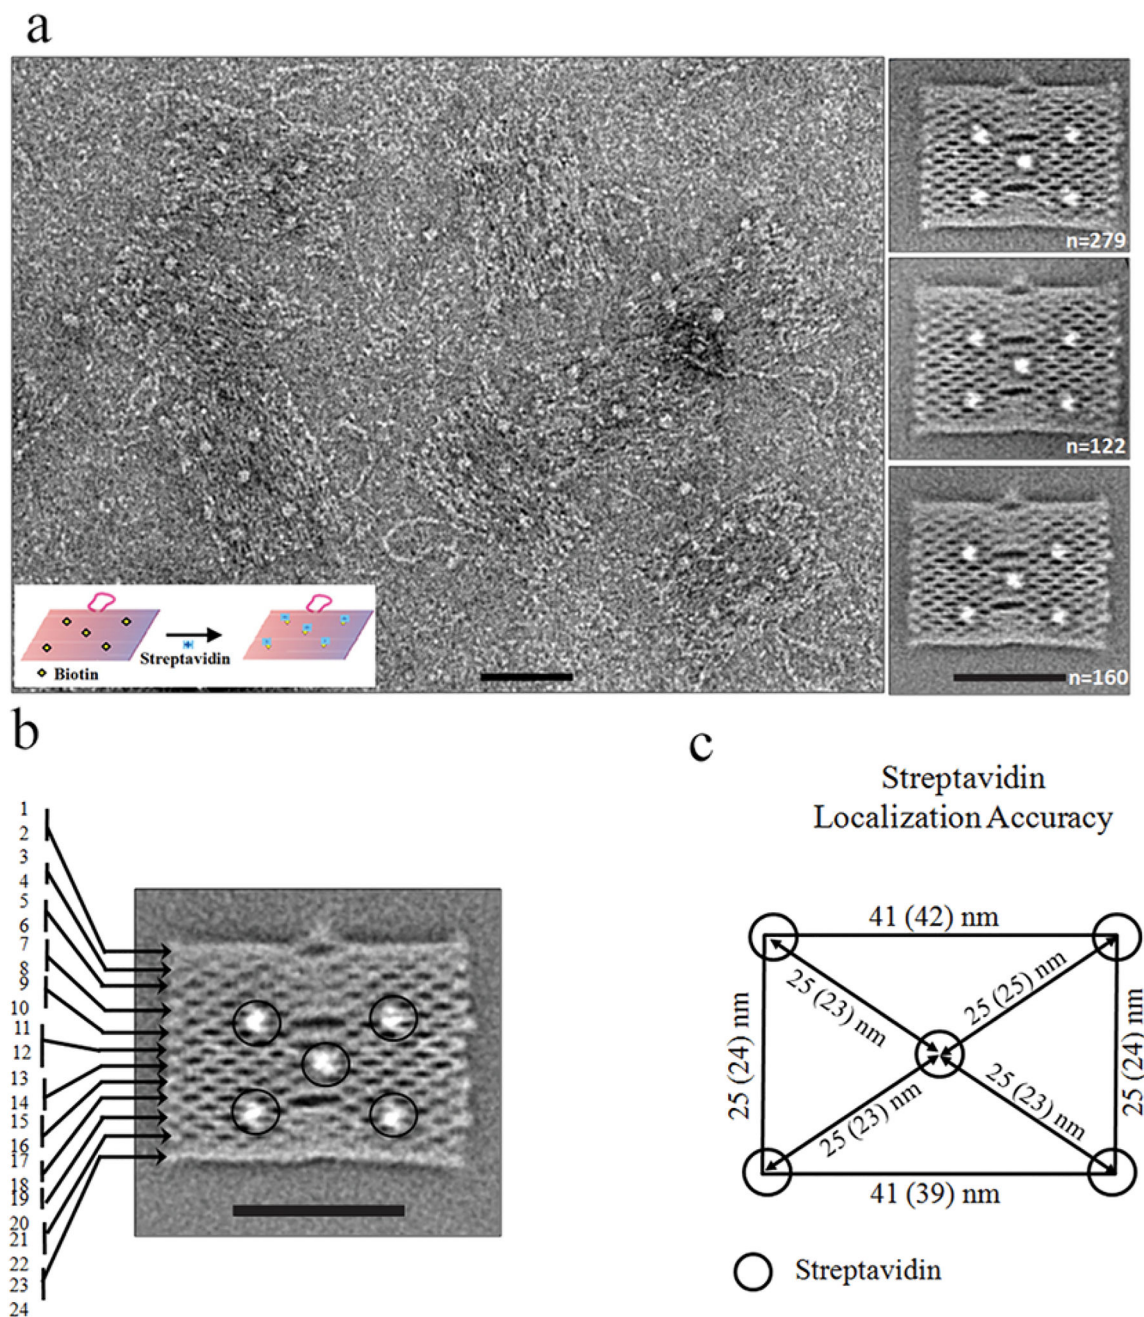 a
n=279
n=122
n=160
Streptavidin
Biotin
b
1
2
3
4
5
6
7
8
9
10
11
12
13
14
15
16
17
18
19
20
21
22
23
24
c
Streptavidin
Localization Accuracy
41 (42) nm
25 (23) nm
25 (25) nm
25 (24) nm
25 (24) nm
25 (23) nm
25 (23) nm
41 (39) nm
Streptavidin